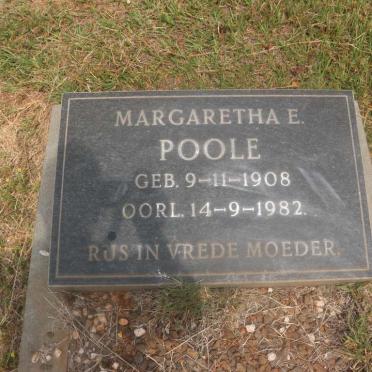 MARGARETHA E.
POOLE
GEB. 9-11-1908
OORL. 14-9-1982.
RUS IN VREDE MOEDER.